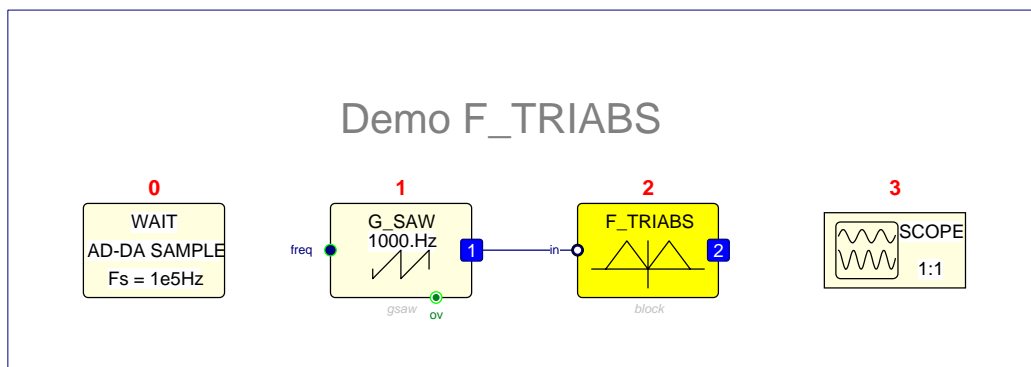 Demo F_TRIABS
0
WAIT
AD-DA SAMPLE
Fs = 1e5Hz
1
freq
G_SAW
1000.Hz
1
gsaw
ov
2
in
F_TRIABS
2
block
3
SCOPE
1:1